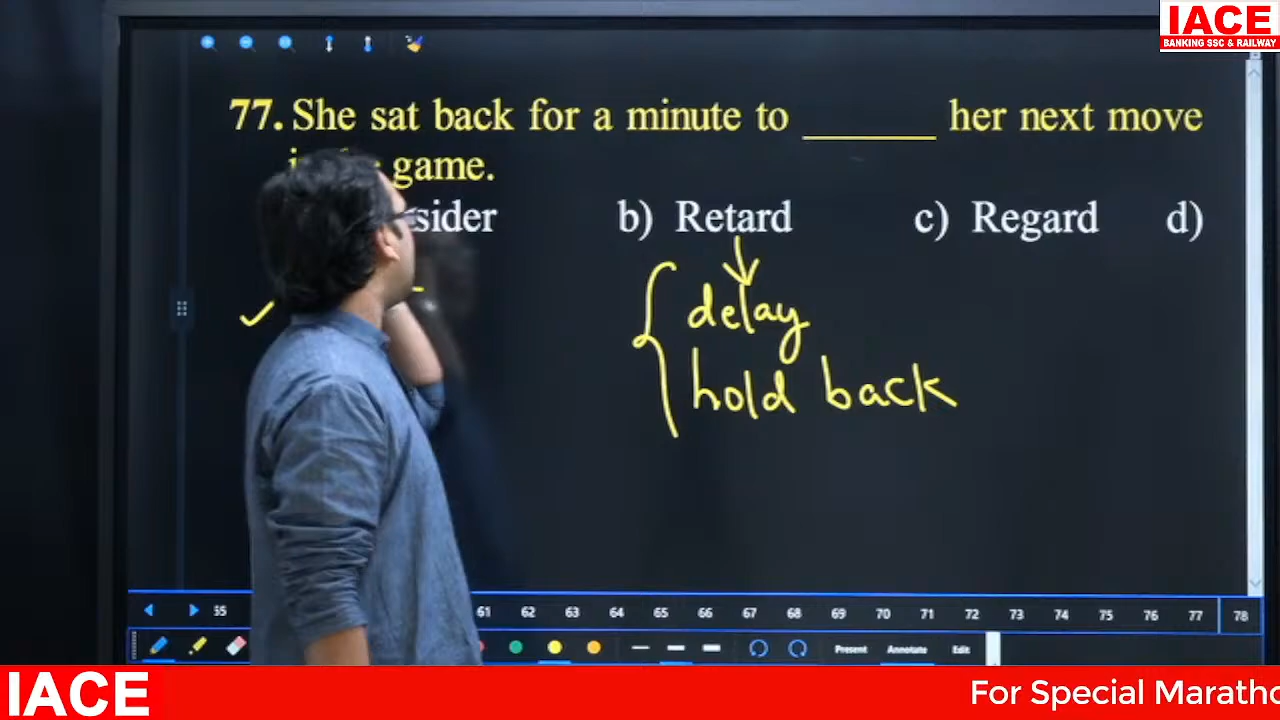 IACE
BANKING SSC & RAILWAY
77. She sat back for a minute to ______ her next move
game.
sider b) Retard c) Regard d)
delay
hold back
55 61 62 63 64 65 66 67 68 69 70 71 72 73 74 75 76 77 78
Present Annotate Edit
IACE For Special Maratho